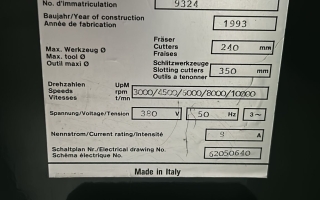 No. d'immatriculation 9324
Baujahr/Year of construction
Année de fabrication 1993
Max. Werkzeug Ø
Max. tool Ø
Outil maxi Ø
Fräser
Cutters
Fraises
240 mm
Schlitzwerkzeuge
Slotting cutters
Outils a tenonner
350 mm
Drehzahlen UpM
Speeds rpm
Vitesses t/mn
3000/4500/6000/8000/10000
Spannung/Voltage/Tension 380 V 50 Hz 3~
Nennstrom/Current rating/Intensité 9 A
Schaltplan Nr./Electrical drawing No.
Schéma électrique No.
62050640
Made in Italy